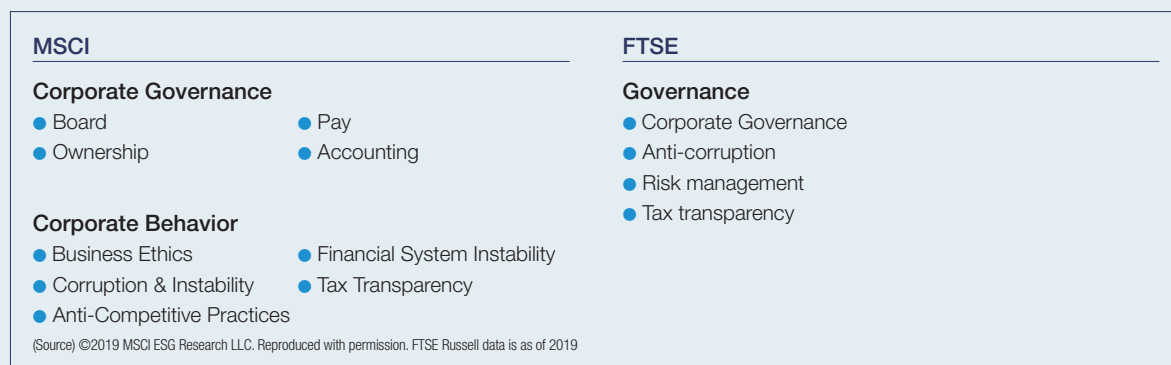 MSCI
Corporate Governance
● Board
● Pay
● Ownership
● Accounting
Corporate Behavior
● Business Ethics
● Financial System Instability
● Corruption & Instability
● Tax Transparency
● Anti-Competitive Practices
FTSE
Governance
● Corporate Governance
● Anti-corruption
● Risk management
● Tax transparency
(Source) ©2019 MSCI ESG Research LLC. Reproduced with permission. FTSE Russell data is as of 2019